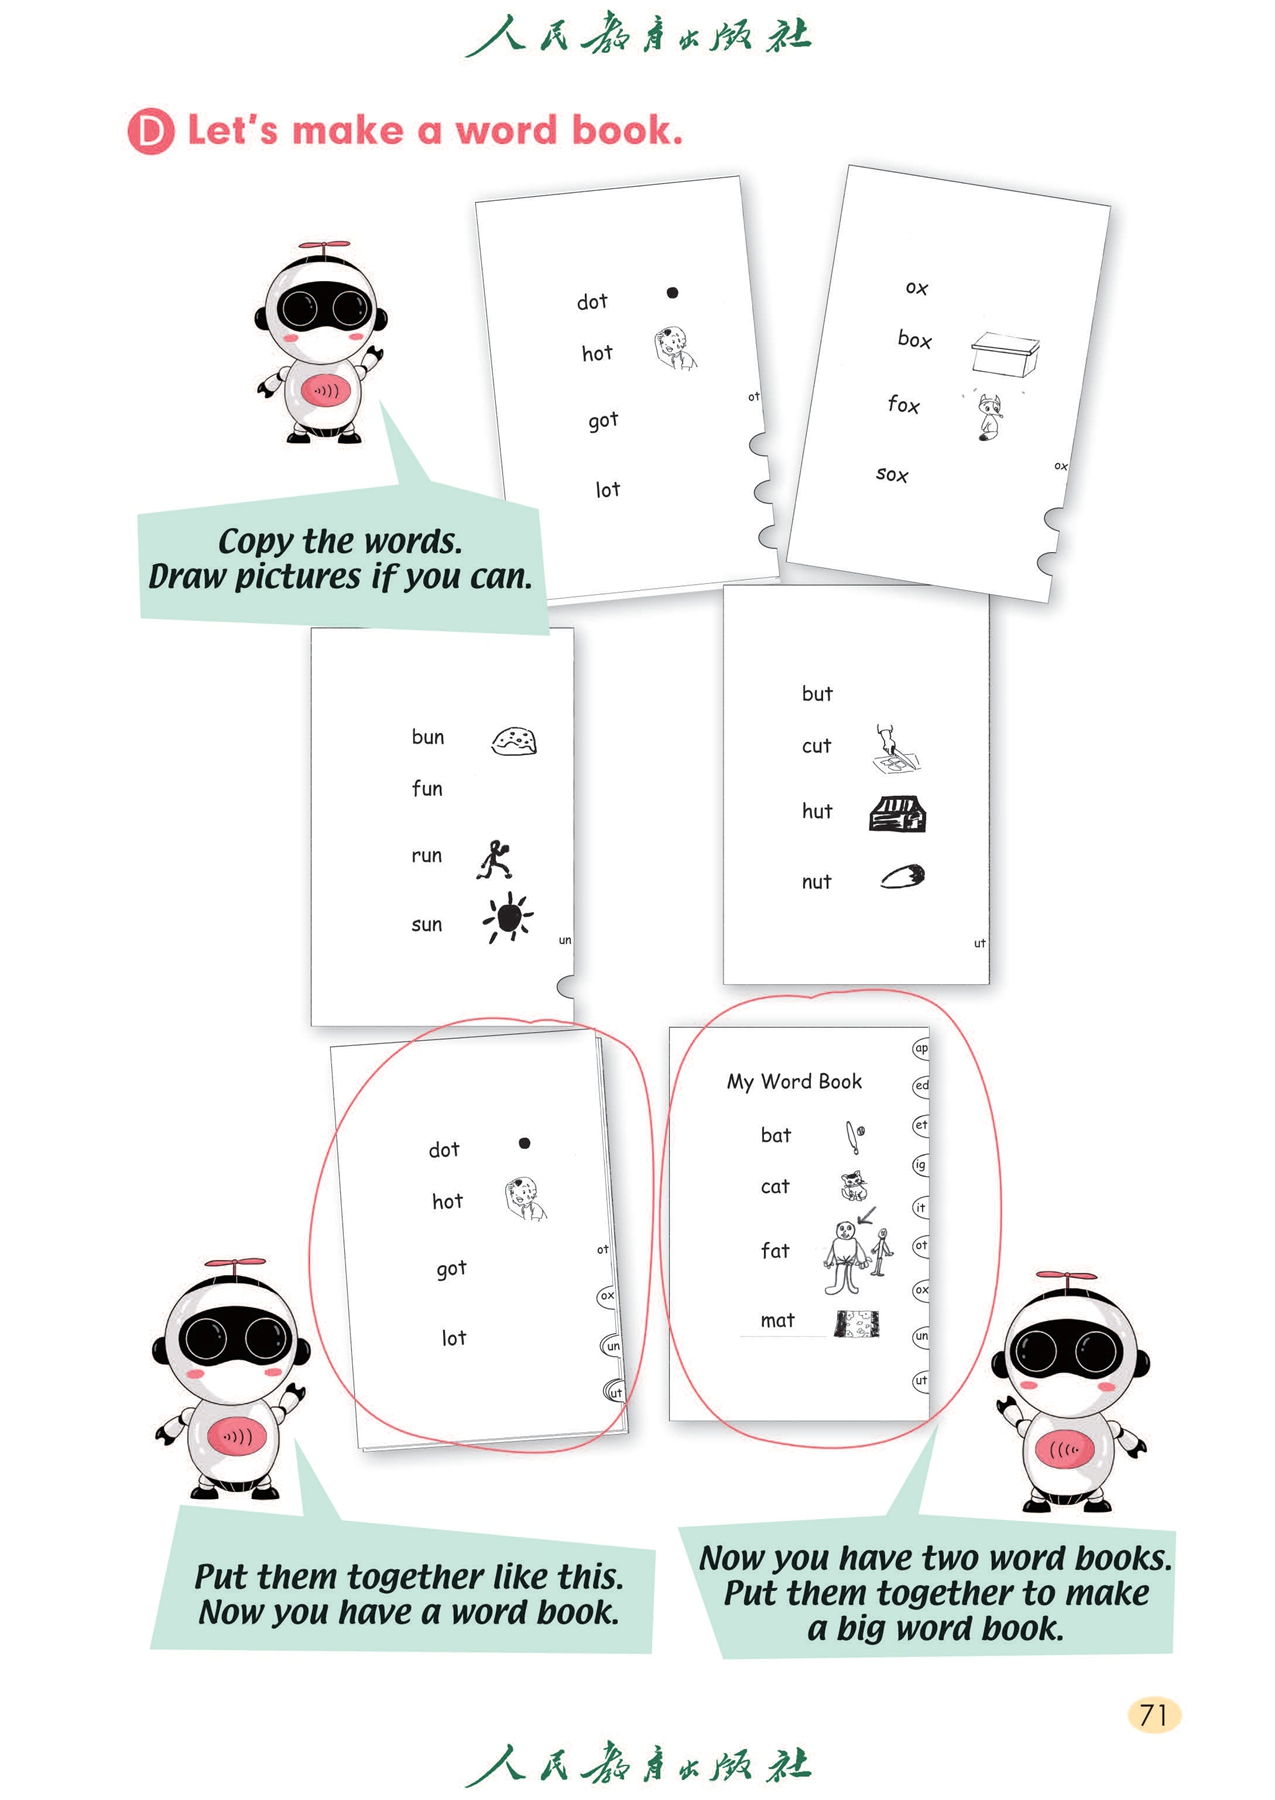 人民教育出版社
D Let's make a word book.
dot
hot
got
lot
ot
ox
box
fox
sox
ox
Copy the words.
Draw pictures if you can.
bun
fun
run
sun
un
but
cut
hut
nut
ut
dot
hot
got
lot
ot
ox
un
ut
My Word Book
bat
cat
fat
mat
ap
ed
et
ig
it
ot
ox
un
ut
Put them together like this.
Now you have a word book.
Now you have two word books.
Put them together to make
a big word book.
71
人民教育出版社